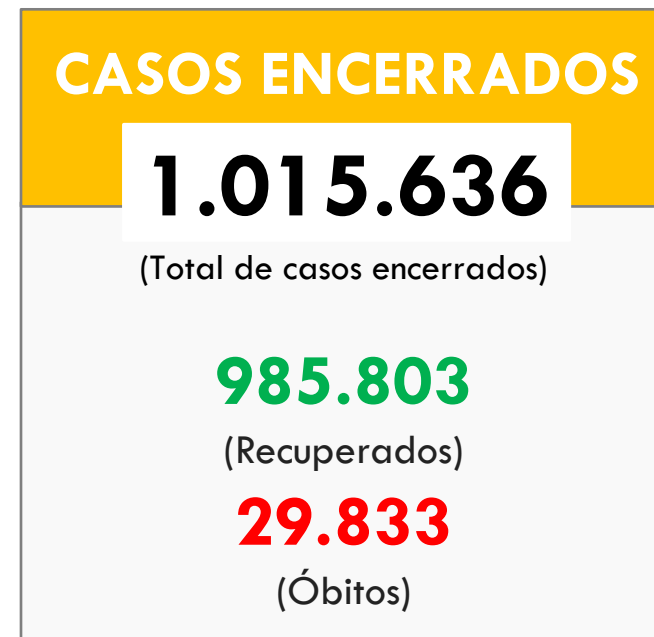 CASOS ENCERRADOS
1.015.636
(Total de casos encerrados)
985.803
(Recuperados)
29.833
(Óbitos)